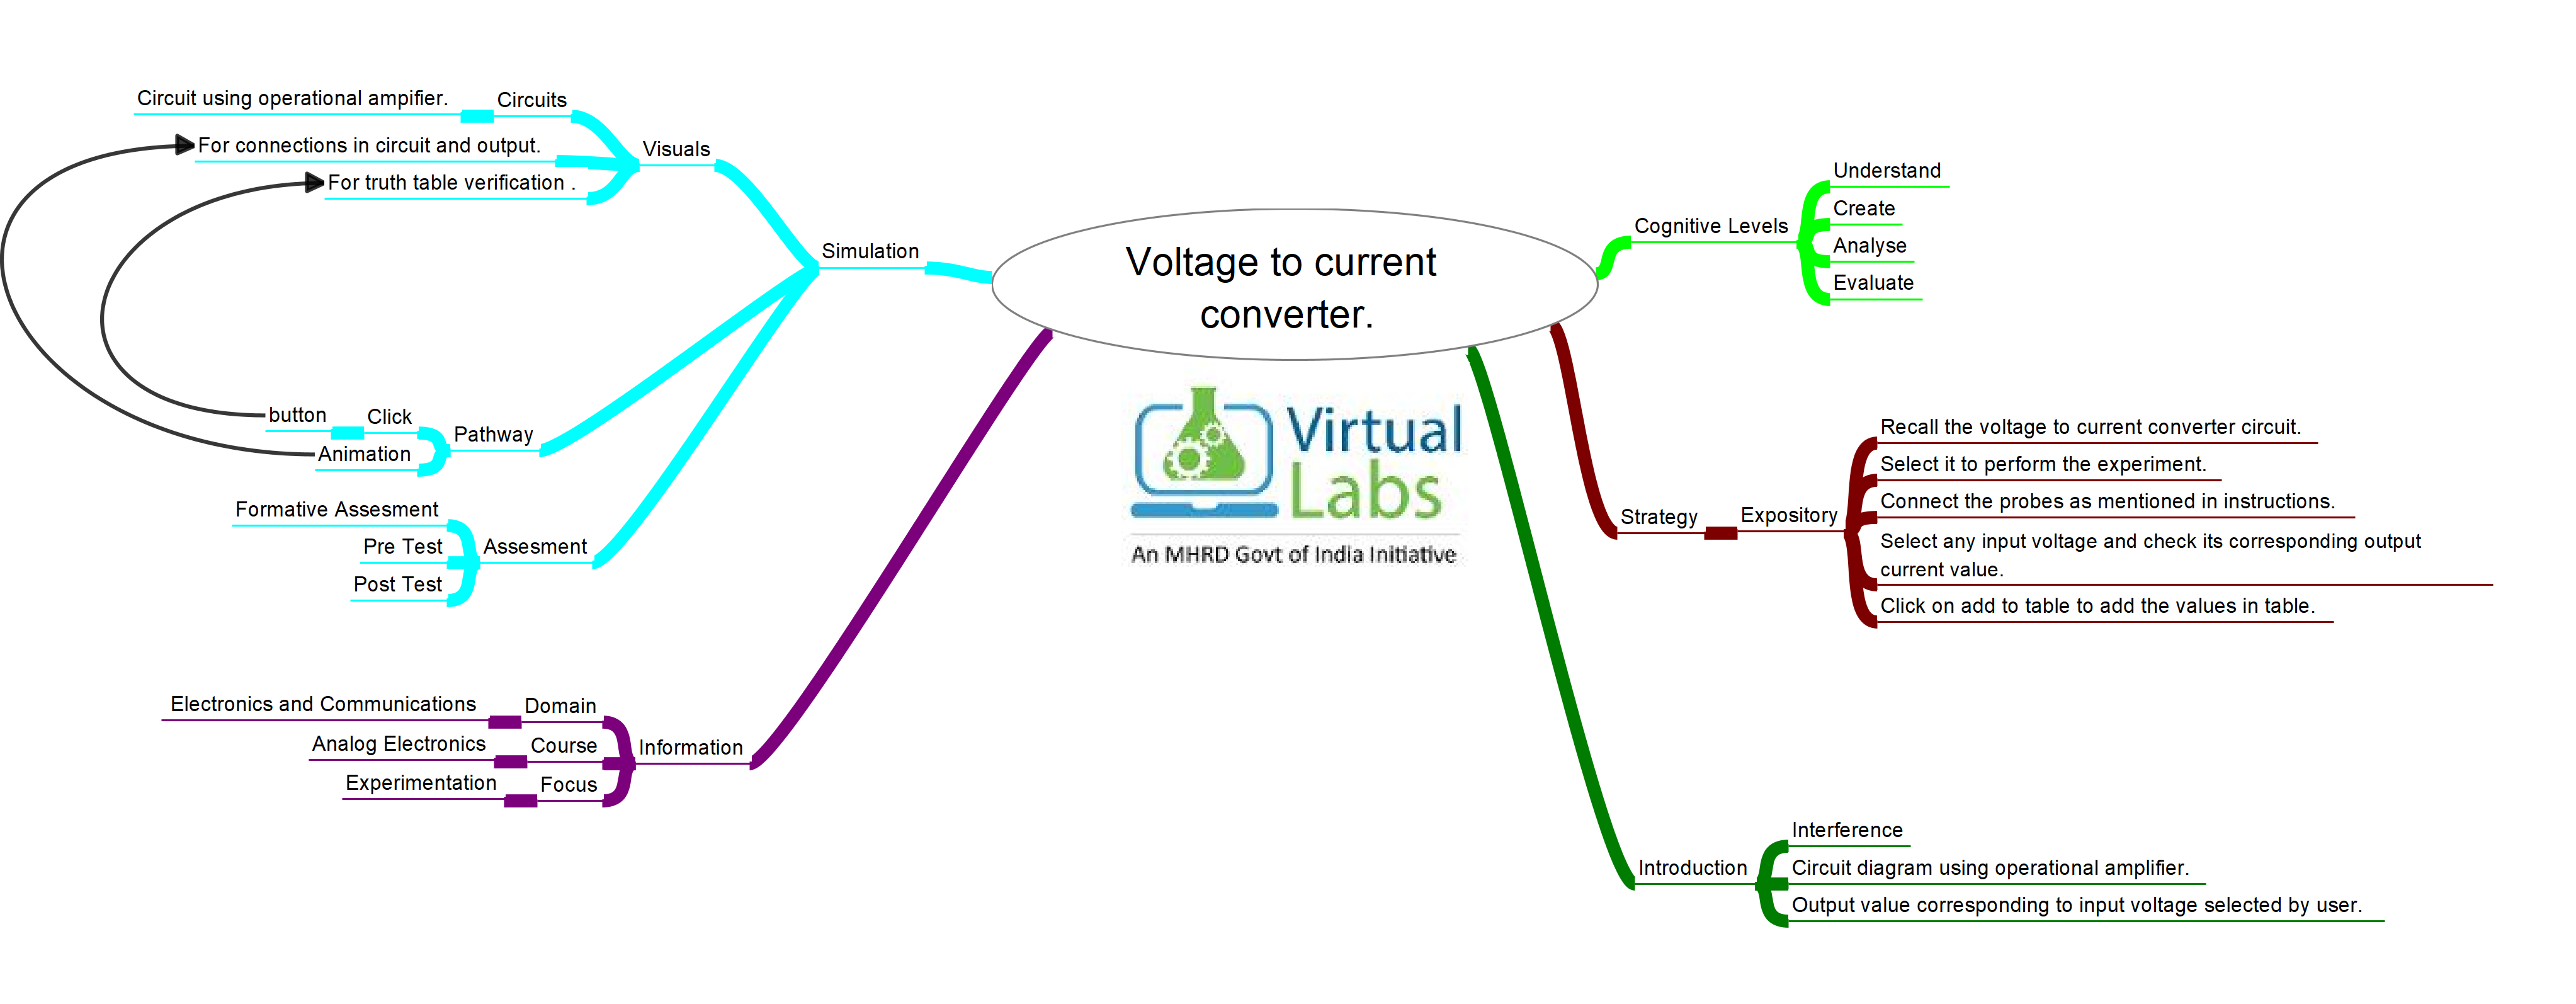 Voltage to current
converter.
Virtual
Labs
An MHRD Govt of India Initiative
Simulation
Visuals
Circuits
Circuit using operational ampifier.
For connections in circuit and output.
For truth table verification .
Pathway
Click
button
Animation
Assesment
Formative Assesment
Pre Test
Post Test
Information
Domain
Electronics and Communications
Course
Analog Electronics
Focus
Experimentation
Cognitive Levels
Understand
Create
Analyse
Evaluate
Strategy
Expository
Recall the voltage to current converter circuit.
Select it to perform the experiment.
Connect the probes as mentioned in instructions.
Select any input voltage and check its corresponding output
current value.
Click on add to table to add the values in table.
Introduction
Interference
Circuit diagram using operational amplifier.
Output value corresponding to input voltage selected by user.